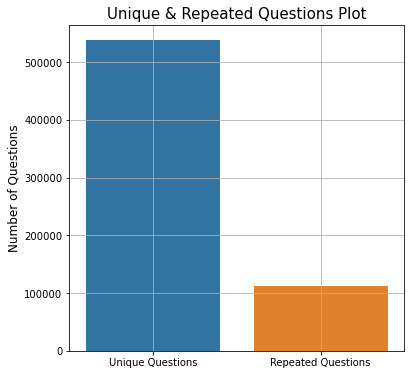 Unique & Repeated Questions Plot
Number of Questions
500000
400000
300000
200000
100000
0
Unique Questions
Repeated Questions